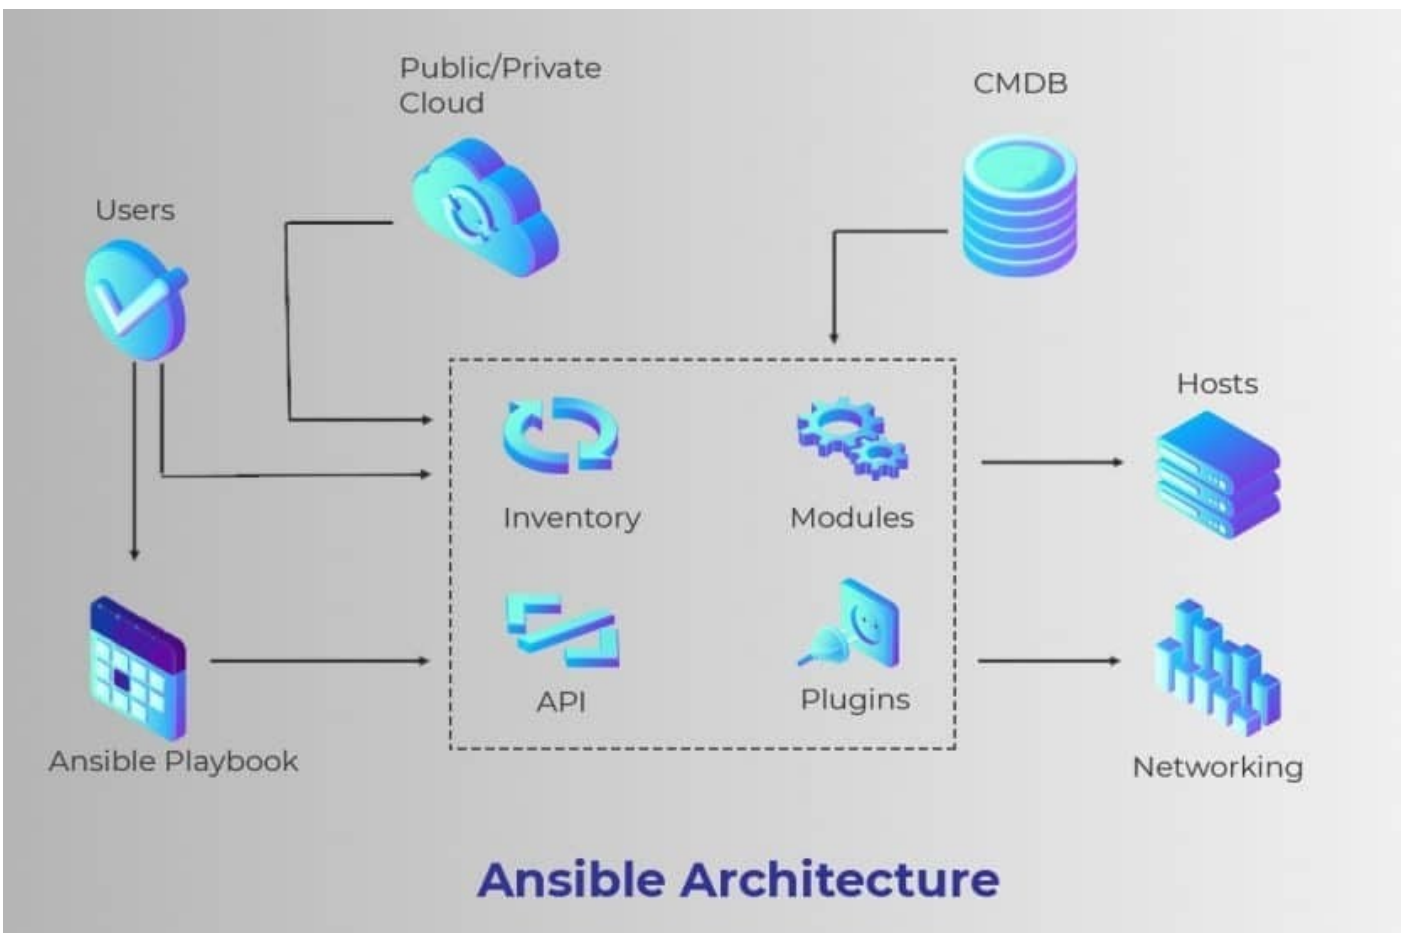 Public/Private
Cloud
CMDB
Users
Hosts
Inventory
Modules
API
Plugins
Ansible Playbook
Networking
Ansible Architecture